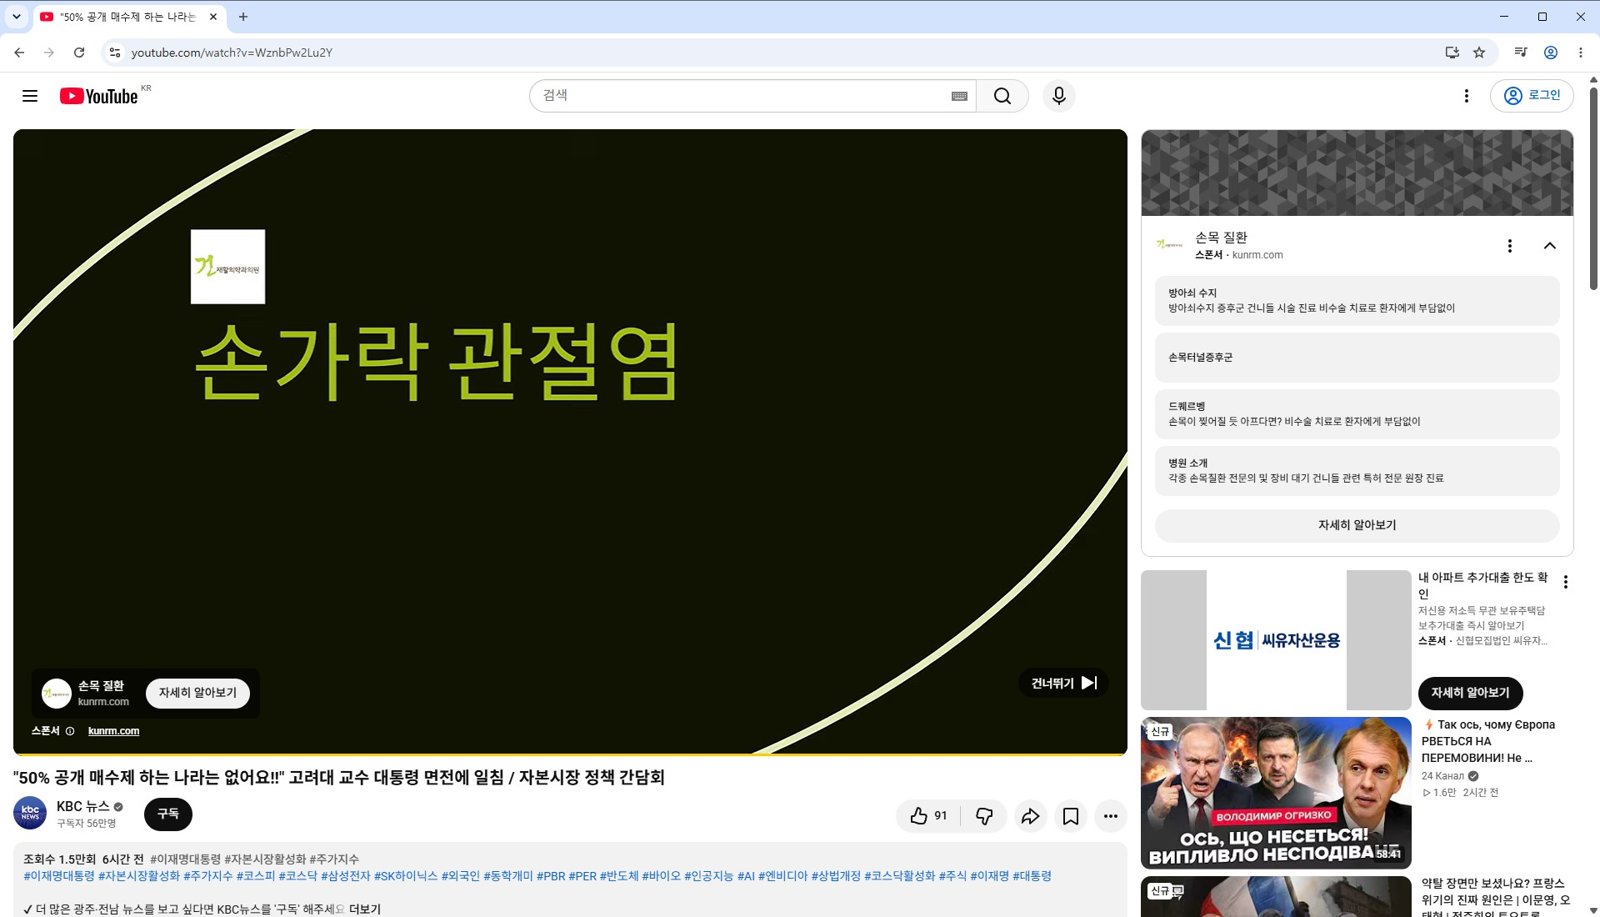 "50% 공개 매수제 하는 나라는
youtube.com/watch?v=WznbPw2Lu2Y
YouTube KR
검색
로그인
건 재활의학과의원
손가락 관절염
손목 질환
kunrm.com
자세히 알아보기
스폰서
kunrm.com
건너뛰기
"50% 공개 매수제 하는 나라는 없어요!!" 고려대 교수 대통령 면전에 일침 / 자본시장 정책 간담회
kbc NEWS
KBC 뉴스
구독자 56만명
구독
91
조회수 1.5만회 6시간 전 #이재명대통령 #자본시장활성화 #주가지수
#이재명대통령 #자본시장활성화 #주가지수 #코스피 #코스닥 #삼성전자 #SK하이닉스 #외국인 #동학개미 #PBR #PER #반도체 #바이오 #인공지능 #AI #엔비디아 #상법개정 #코스닥활성화 #주식 #이재명 #대통령
✓ 더 많은 광주·전남 뉴스를 보고 싶다면 KBC뉴스를 '구독' 해주세요 더보기
손목 질환
스폰서 · kunrm.com
방아쇠 수지
방아쇠수지 증후군 건니들 시술 진료 비수술 치료로 환자에게 부담없이
손목터널증후군
드퀘르벵
손목이 찢어질 듯 아프다면? 비수술 치료로 환자에게 부담없이
병원 소개
각종 손목질환 전문의 및 장비 대기 건니들 관련 특허 전문 원장 진료
자세히 알아보기
신협 씨유자산운용
내 아파트 추가대출 한도 확
인
저신용 저소득 무관 보유주택담
보추가대출 즉시 알아보기
스폰서 · 신협모집법인 씨유자...
자세히 알아보기
신규
ВОЛОДИМИР ОГРИЗКО
ОСЬ, ЩО НЕСЕТЬСЯ!
ВИПЛИВЛО НЕСПОДІВА
58:41
⚡ Так ось, чому Європа
РВЕТЬСЯ НА
ПЕРЕМОВИНИ! Не ...
24 Канал
1.6만 2시간 전
신규
약탈 장면만 보셨나요? 프랑스
위기의 진짜 원인은 | 이문영, 오